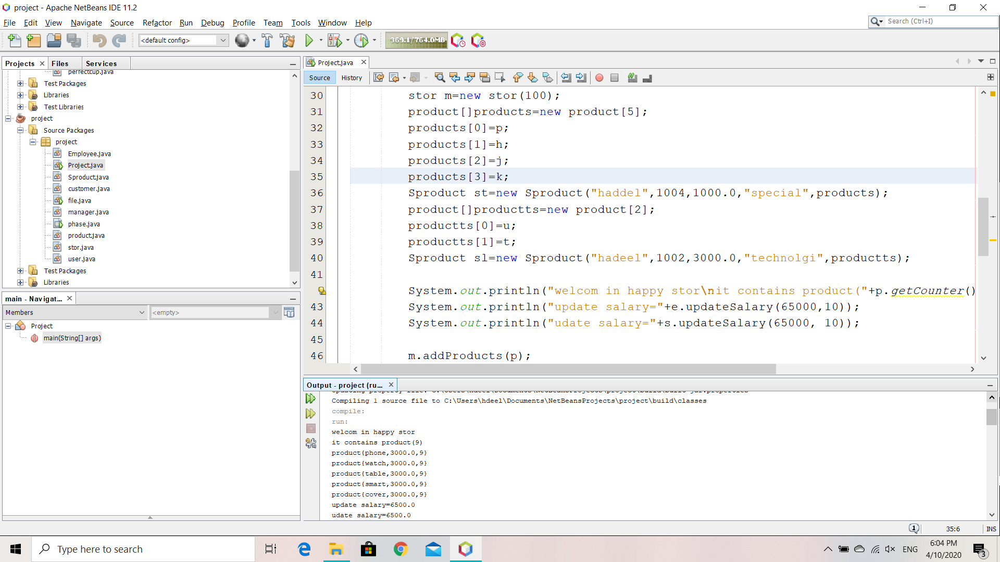 project - Apache NetBeans IDE 11.2
File Edit View Navigate Source Refactor Run Debug Profile Team Tools Window Help
Search (Ctrl+I)
<default config>
369.1/764.0MB
Projects
Files
Services
perfectcup.java
Test Packages
Libraries
Test Libraries
project
Source Packages
project
Employee.java
Project.java
Sproduct.java
customer.java
file.java
manager.java
phase.java
product.java
stor.java
user.java
Test Packages
Libraries
main - Navigat...
Members
<empty>
Project
main(String[] args)
Project.java
Source
History
30 stor m=new stor(100);
31 product[]products=new product[5];
32 products[0]=p;
33 products[1]=h;
34 products[2]=j;
35 products[3]=k;
36 Sproduct st=new Sproduct("haddel",1004,1000.0,"special",products);
37 product[]productts=new product[2];
38 productts[0]=u;
39 productts[1]=t;
40 Sproduct sl=new Sproduct("hadeel",1002,3000.0,"technolgi",productts);
41
System.out.println("welcom in happy stor\nit contains product("+p.getCounter()
43 System.out.println("update salary="+e.updateSalary(65000,10));
44 System.out.println("udate salary="+s.updateSalary(65000, 10));
45
46 m.addProducts(p);
Output - project (ru...
Updating property file: C:\Users\hdeel\Documents\NetBeansProjects\project\build\built-jar.properties
Compiling 1 source file to C:\Users\hdeel\Documents\NetBeansProjects\project\build\classes
compile:
run:
welcom in happy stor
it contains product(9)
product{phone,3000.0,9}
product{watch,3000.0,9}
product{table,3000.0,9}
product{smart,3000.0,9}
product{cover,3000.0,9}
update salary=6500.0
udate salary=6500.0
1
35:6
INS
Type here to search
ENG
6:04 PM
4/10/2020
3